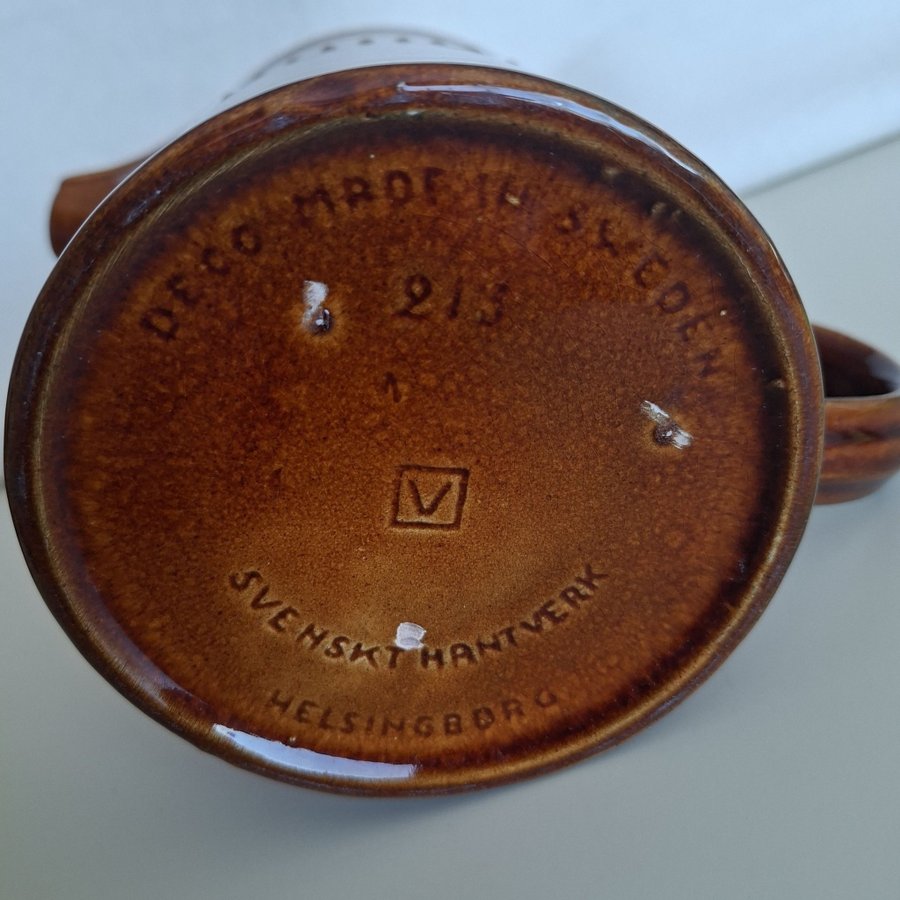 DECO MADE IN SWEDEN
213
1
V
SVENSKT HANTVERK
HELSINGBORG